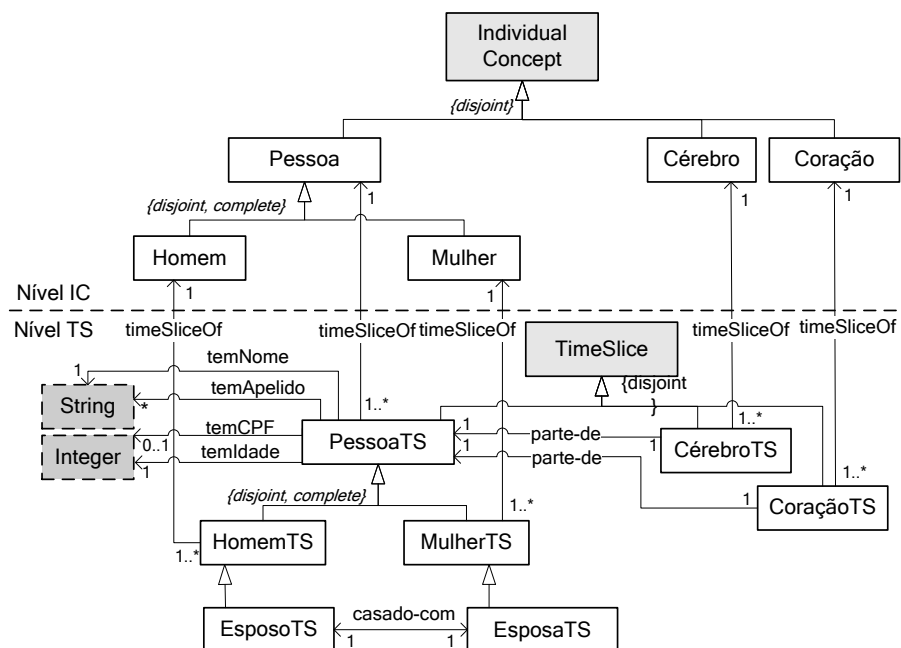 Individual
Concept
{disjoint}
Pessoa
Cérebro
Coração
1
1
1
{disjoint, complete}
Homem
Mulher
1
1
Nível IC
Nível TS
timeSliceOf
timeSliceOf
timeSliceOf
timeSliceOf
timeSliceOf
TimeSlice
{disjoint
}
temNome
1
temApelido
String
*
1..*
1..*
temCPF
PessoaTS
1
parte-de
1
CérebroTS
0..1
Integer
temIdade
1
1
parte-de
1..*
{disjoint, complete}
1..*
1
CoraçãoTS
HomemTS
MulherTS
1..*
casado-com
EsposoTS
EsposaTS
1
1